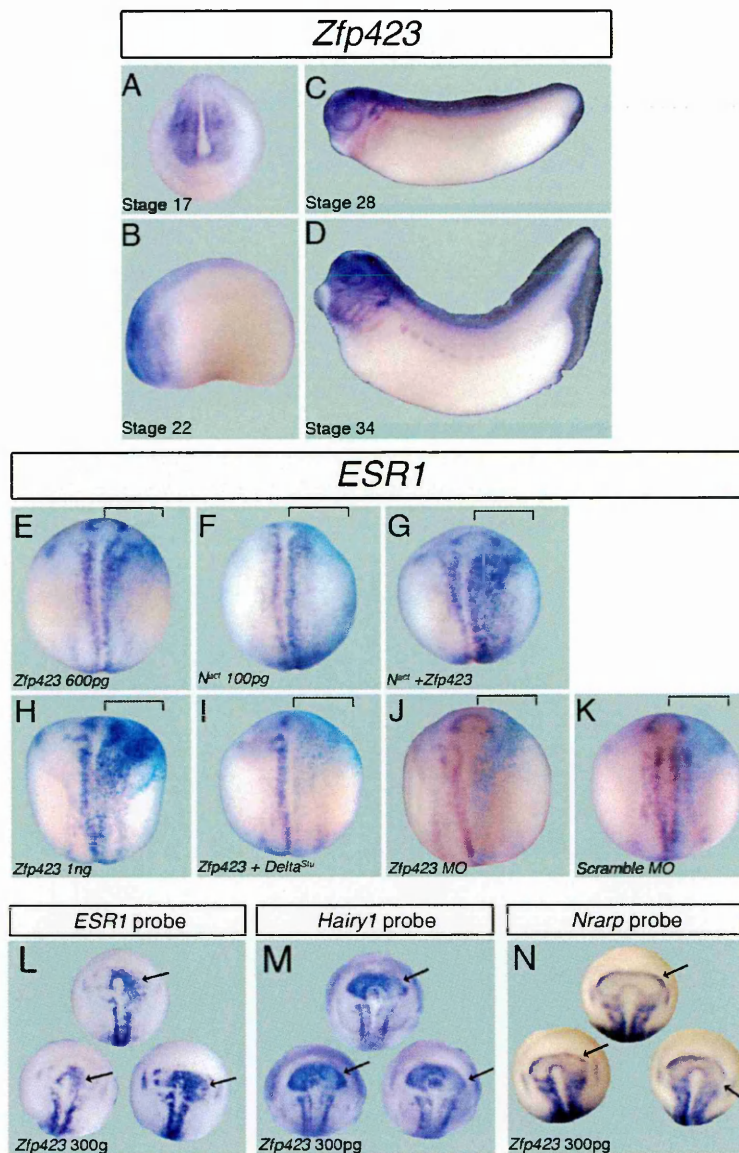 Zfp423
A
Stage 17
C
Stage 28
B
Stage 22
D
Stage 34
ESR1
E
Zfp423 600pg
F
Nact 100pg
G
Nact +Zfp423
H
Zfp423 1ng
I
Zfp423 + DeltaStu
J
Zfp423 MO
K
Scramble MO
ESR1 probe
L
Zfp423 300g
Hairy1 probe
M
Zfp423 300pg
Nrarp probe
N
Zfp423 300pg